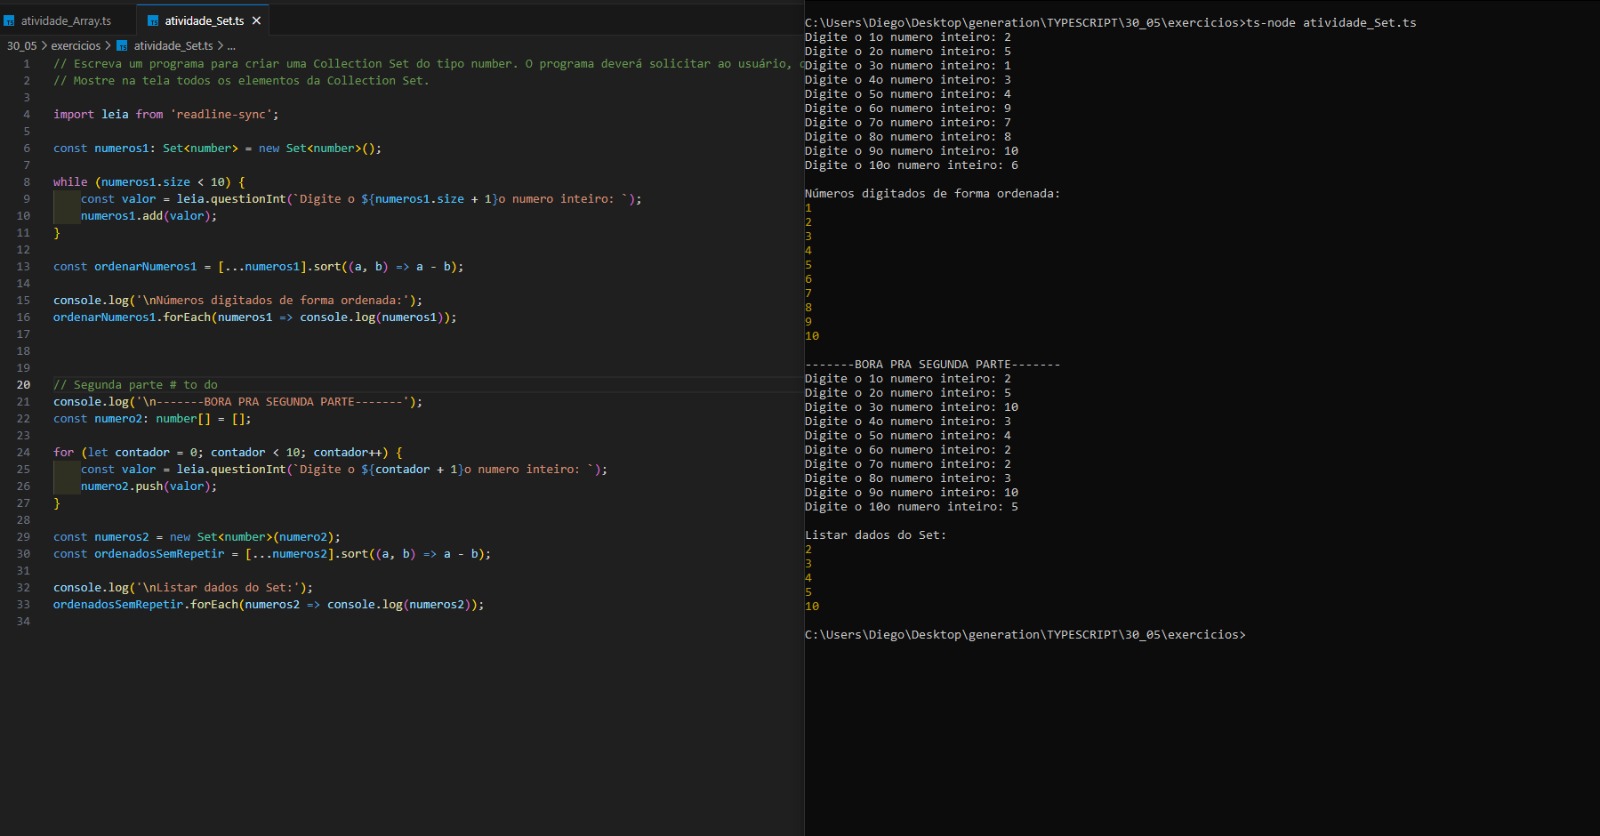 atividade_Array.ts
atividade_Set.ts
30_05 > exercicios > atividade_Set.ts > ...
1 // Escreva um programa para criar uma Collection Set do tipo number. O programa deverá solicitar ao usuário,
2 // Mostre na tela todos os elementos da Collection Set.
3
4 import leia from 'readline-sync';
5
6 const numeros1: Set<number> = new Set<number>();
7
8 while (numeros1.size < 10) {
9 const valor = leia.questionInt(`Digite o ${numeros1.size + 1}o numero inteiro: `);
10 numeros1.add(valor);
11 }
12
13 const ordenarNumeros1 = [...numeros1].sort((a, b) => a - b);
14
15 console.log('\nNúmeros digitados de forma ordenada:');
16 ordenarNumeros1.forEach(numeros1 => console.log(numeros1));
17
18
19
20 // Segunda parte # to do
21 console.log('\n-------BORA PRA SEGUNDA PARTE-------');
22 const numero2: number[] = [];
23
24 for (let contador = 0; contador < 10; contador++) {
25 const valor = leia.questionInt(`Digite o ${contador + 1}o numero inteiro: `);
26 numero2.push(valor);
27 }
28
29 const numeros2 = new Set<number>(numero2);
30 const ordenadosSemRepetir = [...numeros2].sort((a, b) => a - b);
31
32 console.log('\nListar dados do Set:');
33 ordenadosSemRepetir.forEach(numeros2 => console.log(numeros2));
34
C:\Users\Diego\Desktop\generation\TYPESCRIPT\30_05\exercicios>ts-node atividade_Set.ts
Digite o 1o numero inteiro: 2
Digite o 2o numero inteiro: 5
Digite o 3o numero inteiro: 1
Digite o 4o numero inteiro: 3
Digite o 5o numero inteiro: 4
Digite o 6o numero inteiro: 9
Digite o 7o numero inteiro: 7
Digite o 8o numero inteiro: 8
Digite o 9o numero inteiro: 10
Digite o 10o numero inteiro: 6
Números digitados de forma ordenada:
1
2
3
4
5
6
7
8
9
10
-------BORA PRA SEGUNDA PARTE-------
Digite o 1o numero inteiro: 2
Digite o 2o numero inteiro: 5
Digite o 3o numero inteiro: 10
Digite o 4o numero inteiro: 3
Digite o 5o numero inteiro: 4
Digite o 6o numero inteiro: 2
Digite o 7o numero inteiro: 2
Digite o 8o numero inteiro: 3
Digite o 9o numero inteiro: 10
Digite o 10o numero inteiro: 5
Listar dados do Set:
2
3
4
5
10
C:\Users\Diego\Desktop\generation\TYPESCRIPT\30_05\exercicios>